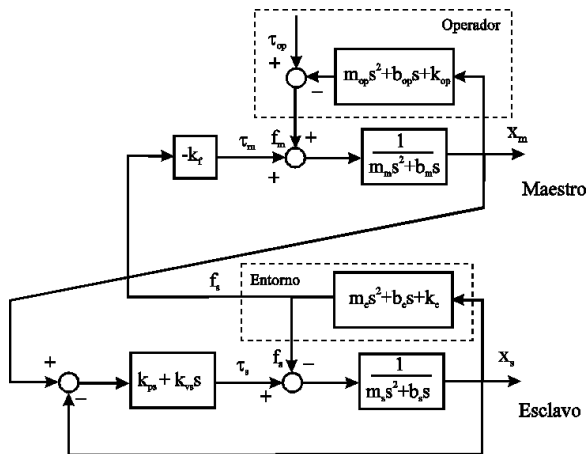 Operador
τop
+
−
mops²+bops+kop
τm
fm
+
+
-kf
1
mms²+bms
xm
Maestro
fs
Entorno
mes²+bes+ke
+
−
kps + kvss
τs
fs
−
+
1
mss²+bss
xs
Esclavo